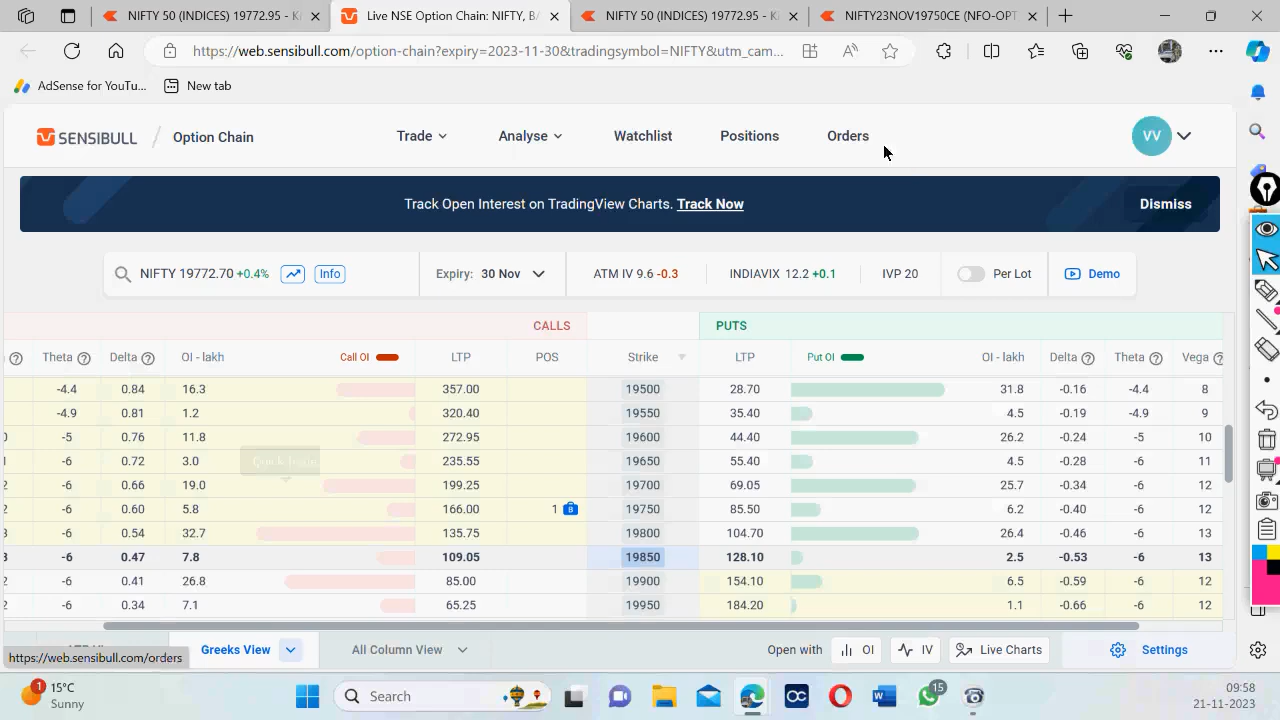 NIFTY 50 (INDICES) 19772.95 - Ki
Live NSE Option Chain: NIFTY, BA
NIFTY 50 (INDICES) 19772.95 - Ki
NIFTY23NOV19750CE (NFO-OPT
https://web.sensibull.com/option-chain?expiry=2023-11-30&tradingsymbol=NIFTY&utm_cam...
AdSense for YouTu...
New tab
SENSIBULL / Option Chain
Trade
Analyse
Watchlist
Positions
Orders
VV
Track Open Interest on TradingView Charts. Track Now
Dismiss
NIFTY 19772.70 +0.4%
Info
Expiry: 30 Nov
ATM IV 9.6 -0.3
INDIAVIX 12.2 +0.1
IVP 20
Per Lot
Demo
CALLS
PUTS
Theta Delta OI - lakh Call OI LTP POS Strike LTP Put OI OI - lakh Delta Theta Vega
-4.4 0.84 16.3 357.00 19500 28.70 31.8 -0.16 -4.4 8
-4.9 0.81 1.2 320.40 19550 35.40 4.5 -0.19 -4.9 9
0 -5 0.76 11.8 272.95 19600 44.40 26.2 -0.24 -5 10
1 -6 0.72 3.0 235.55 19650 55.40 4.5 -0.28 -6 11
2 -6 0.66 19.0 199.25 19700 69.05 25.7 -0.34 -6 12
2 -6 0.60 5.8 166.00 1 B 19750 85.50 6.2 -0.40 -6 12
3 -6 0.54 32.7 135.75 19800 104.70 26.4 -0.46 -6 13
3 -6 0.47 7.8 109.05 19850 128.10 2.5 -0.53 -6 13
2 -6 0.41 26.8 85.00 19900 154.10 6.5 -0.59 -6 12
2 -6 0.34 7.1 65.25 19950 184.20 1.1 -0.66 -6 12
Greeks View
All Column View
Open with
OI
IV
Live Charts
Settings
https://web.sensibull.com/orders
1
15°C
Sunny
Search
15
09:58
21-11-2023